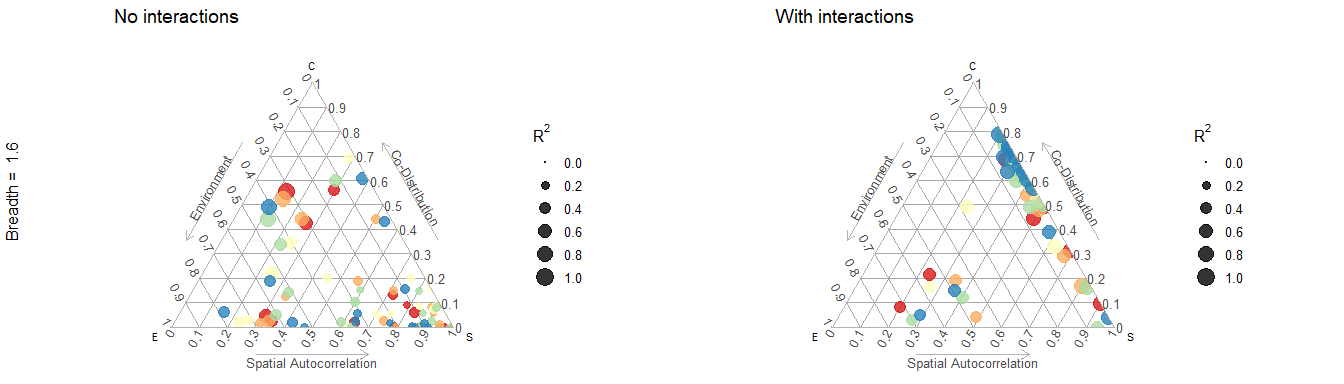 No interactions
With interactions
Breadth = 1.6
C
0 1
0.1 0.9
0.2 0.8
0.3 0.7
0.4 0.6
0.5 0.5
0.6 0.4
0.7 0.3
0.8 0.2
0.9 0.1
1 0
E
S
0 0.1 0.2 0.3 0.4 0.5 0.6 0.7 0.8 0.9 1
Environment
Co-Distribution
Spatial Autocorrelation
R2
0.0
0.2
0.4
0.6
0.8
1.0
C
0 1
0.1 0.9
0.2 0.8
0.3 0.7
0.4 0.6
0.5 0.5
0.6 0.4
0.7 0.3
0.8 0.2
0.9 0.1
1 0
E
S
0 0.1 0.2 0.3 0.4 0.5 0.6 0.7 0.8 0.9 1
Environment
Co-Distribution
Spatial Autocorrelation
R2
0.0
0.2
0.4
0.6
0.8
1.0